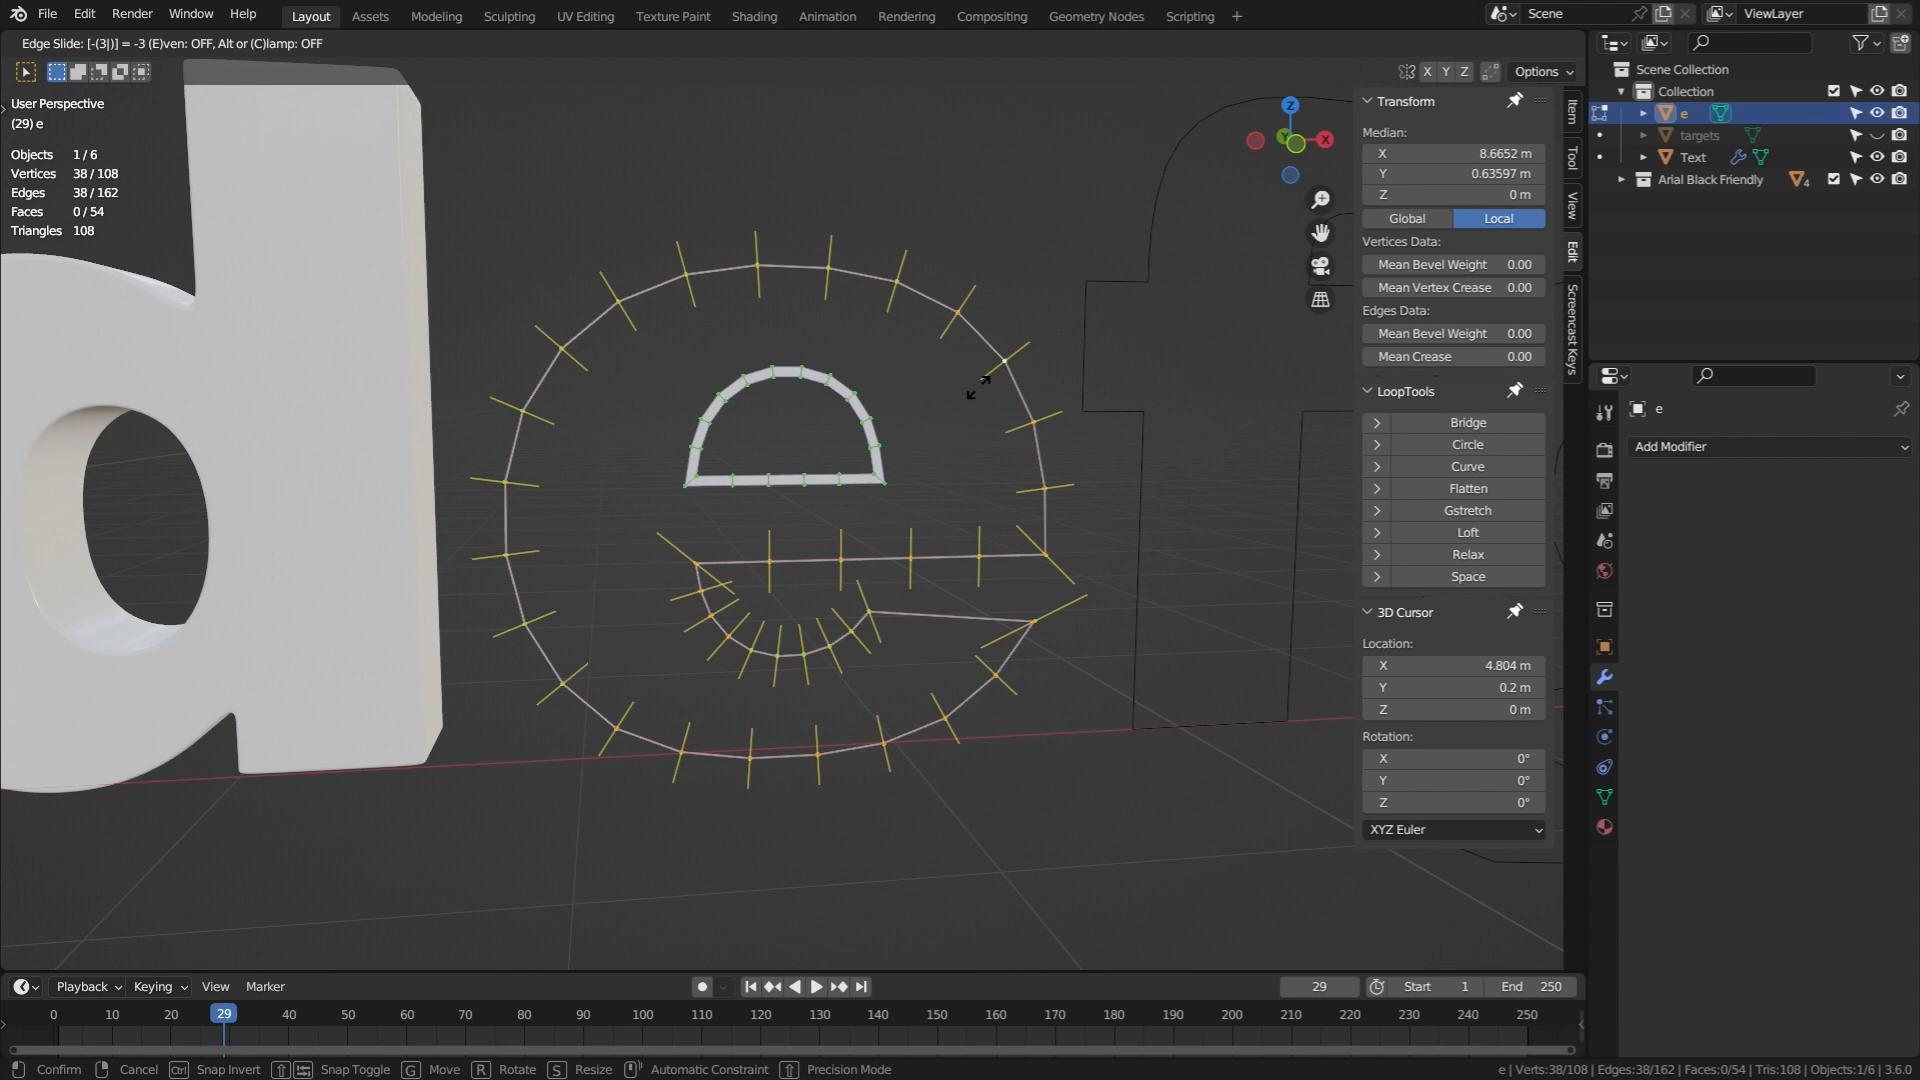 File Edit Render Window Help Layout Assets Modeling Sculpting UV Editing Texture Paint Shading Animation Rendering Compositing Geometry Nodes Scripting + Scene ViewLayer
Edge Slide: [-(3|)] = -3 (E)ven: OFF, Alt or (C)lamp: OFF
X Y Z Options
User Perspective
(29) e
Objects 1 / 6
Vertices 38 / 108
Edges 38 / 162
Faces 0 / 54
Triangles 108
Z
Y
X
Transform
Median:
X 8.6652 m
Y 0.63597 m
Z 0 m
Global Local
Vertices Data:
Mean Bevel Weight 0.00
Mean Vertex Crease 0.00
Edges Data:
Mean Bevel Weight 0.00
Mean Crease 0.00
LoopTools
Bridge
Circle
Curve
Flatten
Gstretch
Loft
Relax
Space
3D Cursor
Location:
X 4.804 m
Y 0.2 m
Z 0 m
Rotation:
X 0°
Y 0°
Z 0°
XYZ Euler
Item
Tool
View
Edit
Screencast Keys
Scene Collection
Collection
e
targets
Text
Arial Black Friendly 4
e
Add Modifier
Playback Keying View Marker 29 Start 1 End 250
0 10 20 29 40 50 60 70 80 90 100 110 120 130 140 150 160 170 180 190 200 210 220 230 240 250
Confirm Cancel Ctrl Snap Invert Snap Toggle G Move R Rotate S Resize Automatic Constraint Precision Mode e | Verts:38/108 | Edges:38/162 | Faces:0/54 | Tris:108 | Objects:1/6 | 3.6.0